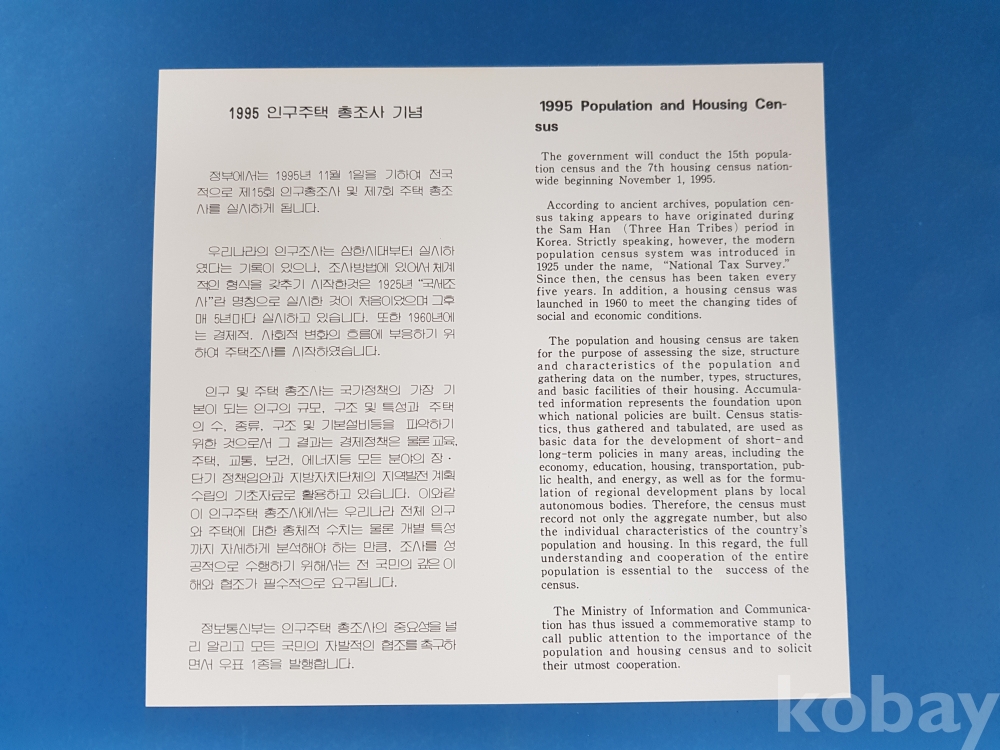 1995 인구주택 총조사 기념
정부에서는 1995년 11월 1일을 기하여 전국
적으로 제15회 인구총조사 및 제7회 주택 총조
사를 실시하게 됩니다.
우리나라의 인구조사는 삼한시대부터 실시하
였다는 기록이 있으나, 조사방법에 있어서 체계
적인 형식을 갖추기 시작한것은 1925년 “국세조
사”란 명칭으로 실시한 것이 처음이었으며 그후
매 5년마다 실시하고 있습니다. 또한 1960년에
는 경제적, 사회적 변화의 흐름에 부응하기 위
하여 주택조사를 시작하였습니다.
인구 및 주택 총조사는 국가정책의 가장 기
본이 되는 인구의 규모, 구조 및 특성과 주택
의 수, 종류, 구조 및 기본설비등을 파악하기
위한 것으로서 그 결과는 경제정책은 물론 교육,
주택, 교통, 보건, 에너지등 모든 분야의 장·
단기 정책입안과 지방자치단체의 지역발전 계획
수립의 기초자료로 활용하고 있습니다. 이와같
이 인구주택 총조사에서는 우리나라 전체 인구
와 주택에 대한 총체적 수치는 물론 개별 특성
까지 자세하게 분석해야 하는 만큼, 조사를 성
공적으로 수행하기 위해서는 전 국민의 깊은 이
해와 협조가 필수적으로 요구됩니다.
정보통신부는 인구주택 총조사의 중요성을 널
리 알리고 모든 국민의 자발적인 협조를 촉구하
면서 우표 1종을 발행합니다.
1995 Population and Housing Cen-
sus
The government will conduct the 15th popula-
tion census and the 7th housing census nation-
wide beginning November 1, 1995.
According to ancient archives, population cen-
sus taking appears to have originated during
the Sam Han (Three Han Tribes) period in
Korea. Strictly speaking, however, the modern
population census system was introduced in
1925 under the name, “National Tax Survey.”
Since then, the census has been taken every
five years. In addition, a housing census was
launched in 1960 to meet the changing tides of
social and economic conditions.
The population and housing census are taken
for the purpose of assessing the size, structure
and characteristics of the population and
gathering data on the number, types, structures,
and basic facilities of their housing. Accumula-
ted information represents the foundation upon
which national policies are built. Census statis-
tics, thus gathered and tabulated, are used as
basic data for the development of short-and
long-term policies in many areas, including the
economy, education, housing, transportation, pub-
lic health, and energy, as well as for the formu-
lation of regional development plans by local
autonomous bodies. Therefore, the census must
record not only the aggregate number, but also
the individual characteristics of the country's
population and housing. In this regard, the full
understanding and cooperation of the entire
population is essential to the success of the
census.
The Ministry of Information and Communica-
tion has thus issued a commemorative stamp to
call public attention to the importance of the
population and housing census and to solicit
their utmost cooperation.
kobay